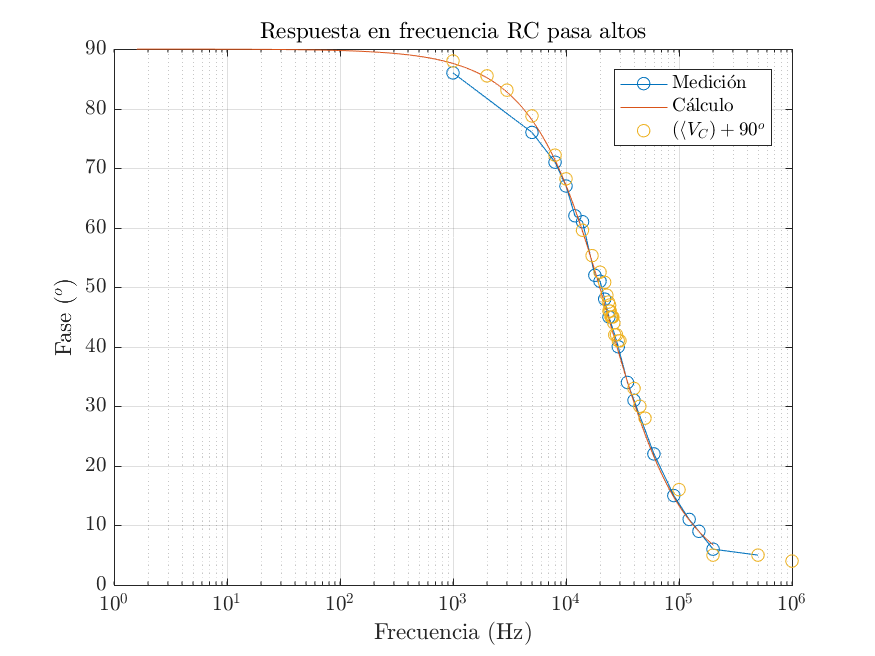 Respuesta en frecuencia RC pasa altos
Medición
Cálculo
(⟨V_C) + 90^o
Fase (^o)
90
80
70
60
50
40
30
20
10
0
10^0
10^1
10^2
10^3
10^4
10^5
10^6
Frecuencia (Hz)